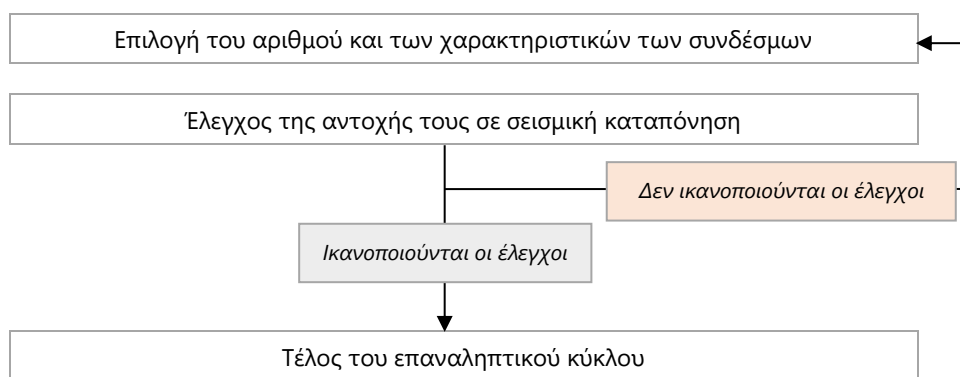 Επιλογή του αριθμού και των χαρακτηριστικών των συνδέσμων
Έλεγχος της αντοχής τους σε σεισμική καταπόνηση
Δεν ικανοποιούνται οι έλεγχοι
Ικανοποιούνται οι έλεγχοι
Τέλος του επαναληπτικού κύκλου